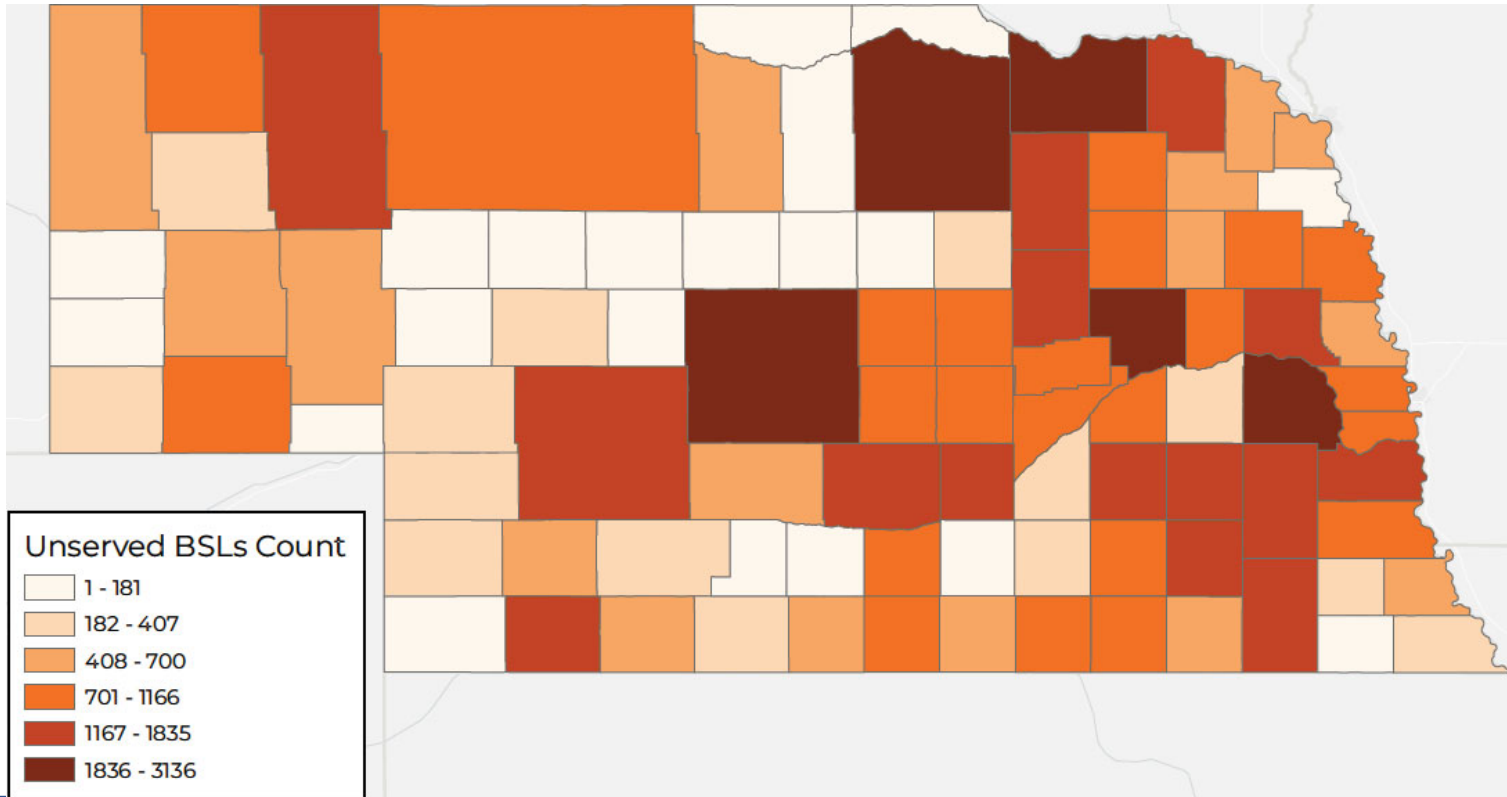 Unserved BSLs Count
1 - 181
182 - 407
408 - 700
701 - 1166
1167 - 1835
1836 - 3136